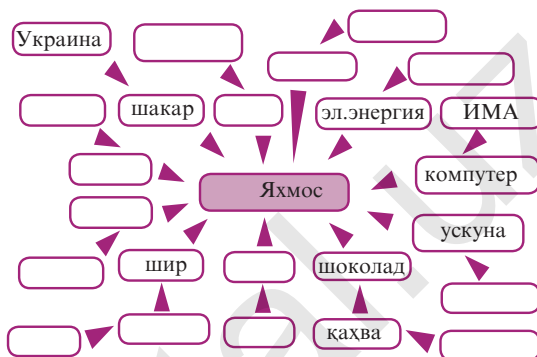 Украина
шакар
эл.энергия
ИМА
Яхмос
компутер
ускуна
шир
шоколад
қаҳва